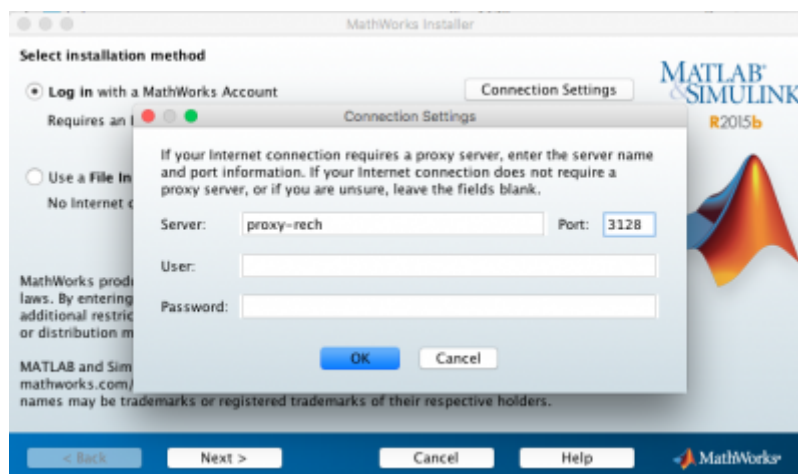 MathWorks Installer
Select installation method
Log in with a MathWorks Account
Connection Settings
MATLAB
&SIMULINK
R2015b
Requires an
Connection Settings
If your Internet connection requires a proxy server, enter the server name
and port information. If your Internet connection does not require a
proxy server, or if you are unsure, leave the fields blank.
Use a File In
No Internet
Server: proxy-rech Port: 3128
User:
Password:
MathWorks prod
laws. By entering
additional restric
or distribution m
MATLAB and Sim
mathworks.com/
names may be trademarks or registered trademarks of their respective holders.
OK Cancel
< Back Next > Cancel Help MathWorks